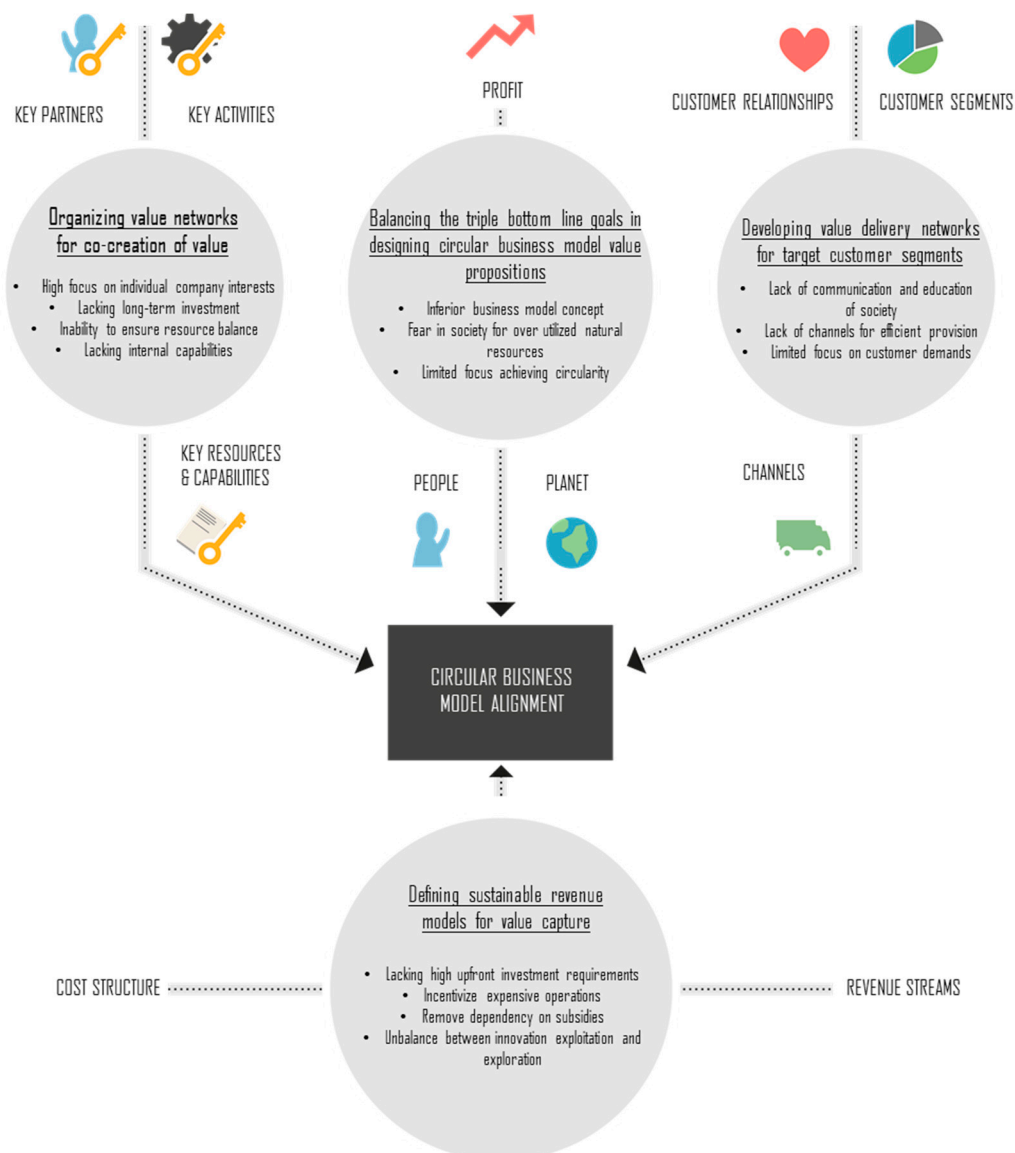 KEY PARTNERS
KEY ACTIVITIES
PROFIT
CUSTOMER RELATIONSHIPS
CUSTOMER SEGMENTS
Organizing value networks
for co-creation of value
• High focus on individual company interests
• Lacking long-term investment
• Inability to ensure resource balance
• Lacking internal capabilities
Balancing the triple bottom line goals in
designing circular business model value
propositions
• Inferior business model concept
• Fear in society for over utilized natural
resources
• Limited focus achieving circularity
Developing value delivery networks
for target customer segments
• Lack of communication and education
of society
• Lack of channels for efficient provision
• Limited focus on customer demands
KEY RESOURCES
& CAPABILITIES
PEOPLE
PLANET
CHANNELS
CIRCULAR BUSINESS
MODEL ALIGNMENT
Defining sustainable revenue
models for value capture
• Lacking high upfront investment requirements
• Incentivize expensive operations
• Remove dependency on subsidies
• Unbalance between innovation exploitation and
exploration
COST STRUCTURE
REVENUE STREAMS